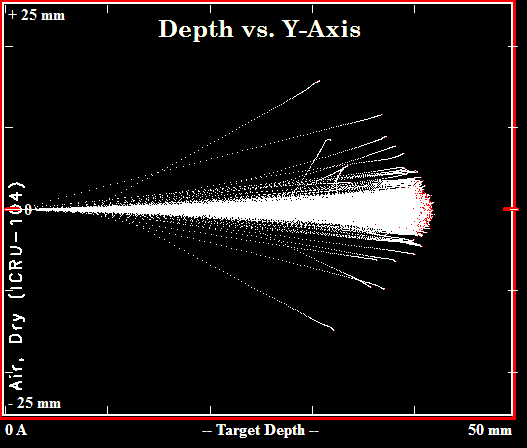 + 25 mm
Depth vs. Y-Axis
0
Air, Dry (ICRU-104)
- 25 mm
0 A
-- Target Depth --
50 mm